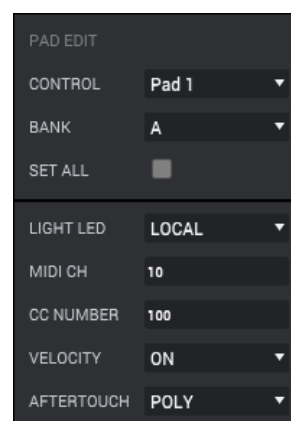 PAD EDIT
CONTROL Pad 1
BANK A
SET ALL
LIGHT LED LOCAL
MIDI CH 10
CC NUMBER 100
VELOCITY ON
AFTERTOUCH POLY